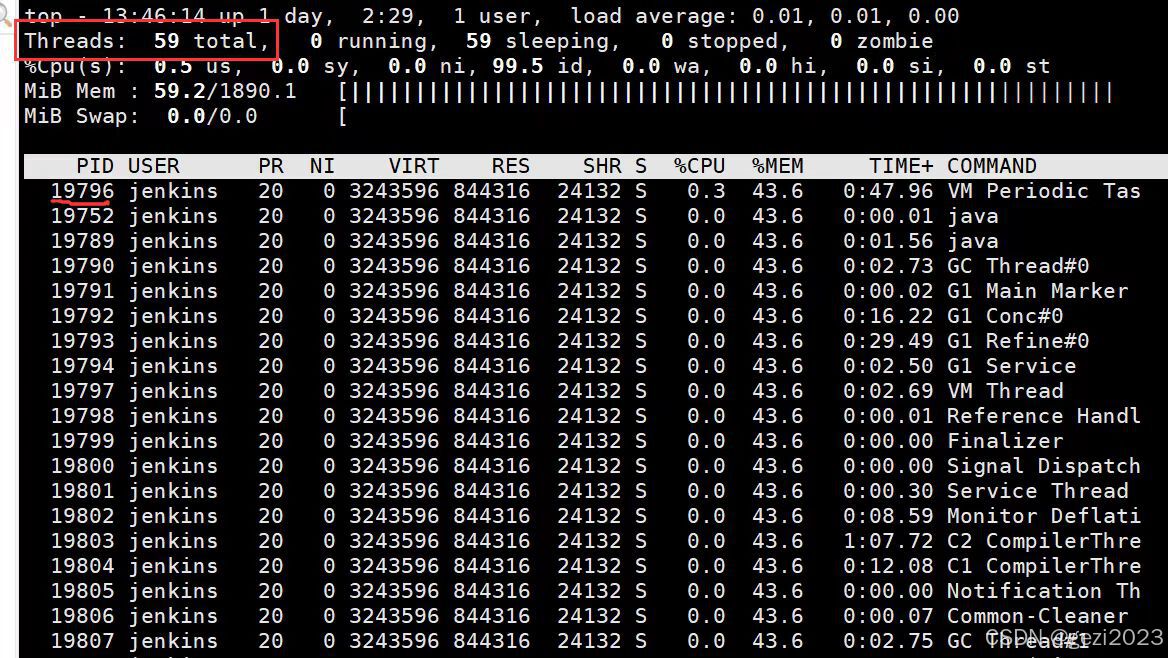 top - 13:46:14 up 1 day,  2:29,  1 user,  load average: 0.01, 0.01, 0.00
Threads:  59 total,   0 running,  59 sleeping,   0 stopped,   0 zombie
%Cpu(s):  0.5 us,  0.0 sy,  0.0 ni, 99.5 id,  0.0 wa,  0.0 hi,  0.0 si,  0.0 st
MiB Mem : 59.2/1890.1   [|||||||||||||||||||||||||||||||||||||||||||||||||||||||||||
MiB Swap:  0.0/0.0      [
PID USER      PR  NI    VIRT    RES    SHR S  %CPU  %MEM     TIME+ COMMAND
19796 jenkins   20   0 3243596 844316  24132 S   0.3  43.6   0:47.96 VM Periodic Tas
19752 jenkins   20   0 3243596 844316  24132 S   0.0  43.6   0:00.01 java
19789 jenkins   20   0 3243596 844316  24132 S   0.0  43.6   0:01.56 java
19790 jenkins   20   0 3243596 844316  24132 S   0.0  43.6   0:02.73 GC Thread#0
19791 jenkins   20   0 3243596 844316  24132 S   0.0  43.6   0:00.02 G1 Main Marker
19792 jenkins   20   0 3243596 844316  24132 S   0.0  43.6   0:16.22 G1 Conc#0
19793 jenkins   20   0 3243596 844316  24132 S   0.0  43.6   0:29.49 G1 Refine#0
19794 jenkins   20   0 3243596 844316  24132 S   0.0  43.6   0:02.50 G1 Service
19797 jenkins   20   0 3243596 844316  24132 S   0.0  43.6   0:02.69 VM Thread
19798 jenkins   20   0 3243596 844316  24132 S   0.0  43.6   0:00.01 Reference Handl
19799 jenkins   20   0 3243596 844316  24132 S   0.0  43.6   0:00.00 Finalizer
19800 jenkins   20   0 3243596 844316  24132 S   0.0  43.6   0:00.00 Signal Dispatch
19801 jenkins   20   0 3243596 844316  24132 S   0.0  43.6   0:00.30 Service Thread
19802 jenkins   20   0 3243596 844316  24132 S   0.0  43.6   0:08.59 Monitor Deflati
19803 jenkins   20   0 3243596 844316  24132 S   0.0  43.6   1:07.72 C2 CompilerThre
19804 jenkins   20   0 3243596 844316  24132 S   0.0  43.6   0:12.08 C1 CompilerThre
19805 jenkins   20   0 3243596 844316  24132 S   0.0  43.6   0:00.00 Notification Th
19806 jenkins   20   0 3243596 844316  24132 S   0.0  43.6   0:00.07 Common-Cleaner
19807 jenkins   20   0 3243596 844316  24132 S   0.0  43.6   0:02.75 GC Thread#1
CSDN @gezi2023